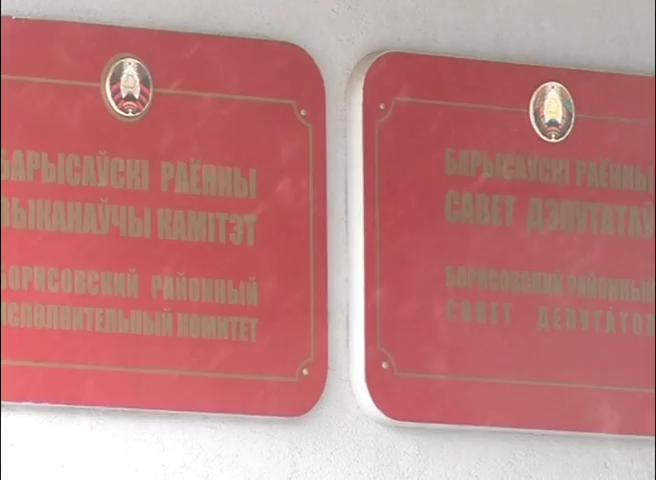 БАРЫСАЎСКІ РАЁННЫ
ВЫКАНАЎЧЫ КАМІТЭТ
БОРИСОВСКИЙ РАЙОННЫЙ
ИСПОЛНИТЕЛЬНЫЙ КОМИТЕТ
БАРЫСАЎСКІ РАЁННЫ
САВЕТ ДЭПУТАТАЎ
БОРИСОВСКИЙ РАЙОННЫЙ
СОВЕТ ДЕПУТАТОВ